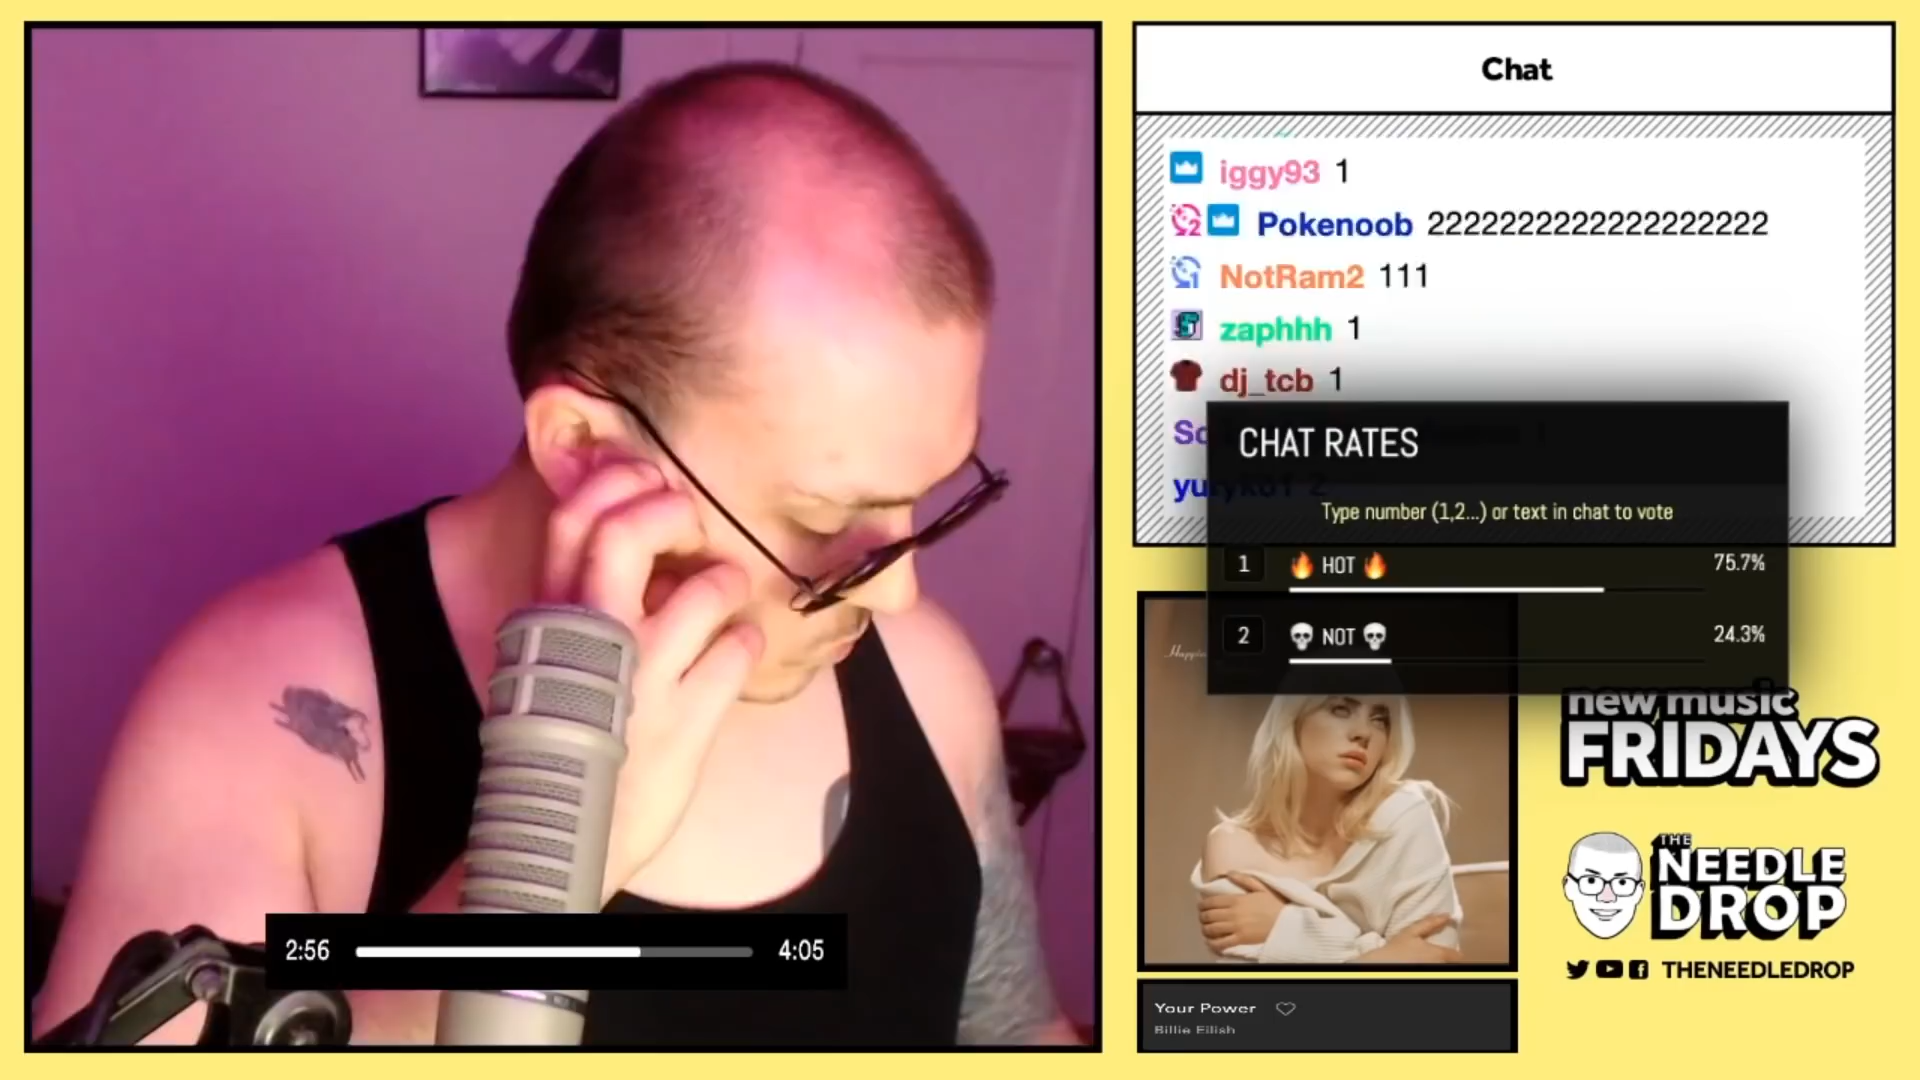 Chat
iggy93 1
Pokenoob 2222222222222222222
NotRam2 111
zaphhh 1
dj_tcb 1
CHAT RATES
Type number (1,2...) or text in chat to vote
1 🔥 HOT 🔥 75.7%
2 💀 NOT 💀 24.3%
new music
FRIDAYS
THE
NEEDLE
DROP
THENEEDLEDROP
2:56 4:05
Your Power
Billie Eilish